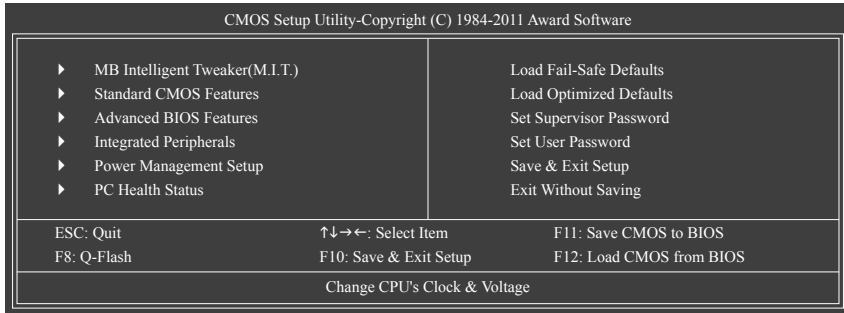 CMOS Setup Utility-Copyright (C) 1984-2011 Award Software
MB Intelligent Tweaker(M.I.T.)
Standard CMOS Features
Advanced BIOS Features
Integrated Peripherals
Power Management Setup
PC Health Status
Load Fail-Safe Defaults
Load Optimized Defaults
Set Supervisor Password
Set User Password
Save & Exit Setup
Exit Without Saving
ESC: Quit ↑↓→←: Select Item F11: Save CMOS to BIOS
F8: Q-Flash F10: Save & Exit Setup F12: Load CMOS from BIOS
Change CPU's Clock & Voltage